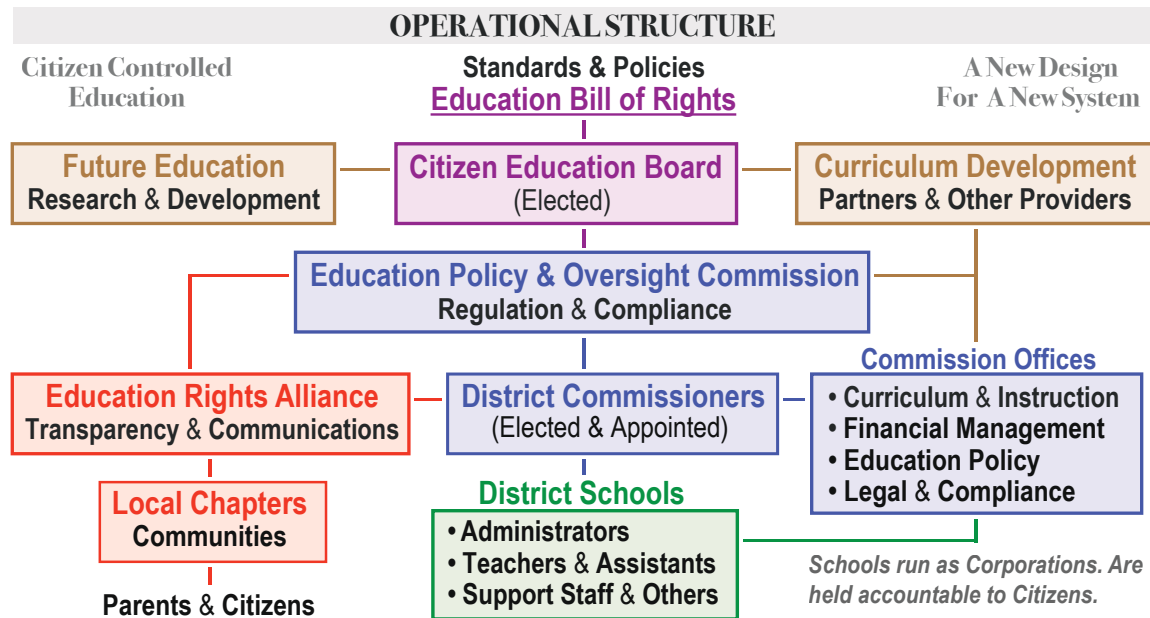 OPERATIONAL STRUCTURE
Citizen Controlled
Education
Standards & Policies
Education Bill of Rights
A New Design
For A New System
Future Education
Research & Development
Citizen Education Board
(Elected)
Curriculum Development
Partners & Other Providers
Education Policy & Oversight Commission
Regulation & Compliance
Education Rights Alliance
Transparency & Communications
District Commissioners
(Elected & Appointed)
Commission Offices
• Curriculum & Instruction
• Financial Management
• Education Policy
• Legal & Compliance
Local Chapters
Communities
Parents & Citizens
District Schools
• Administrators
• Teachers & Assistants
• Support Staff & Others
Schools run as Corporations. Are
held accountable to Citizens.